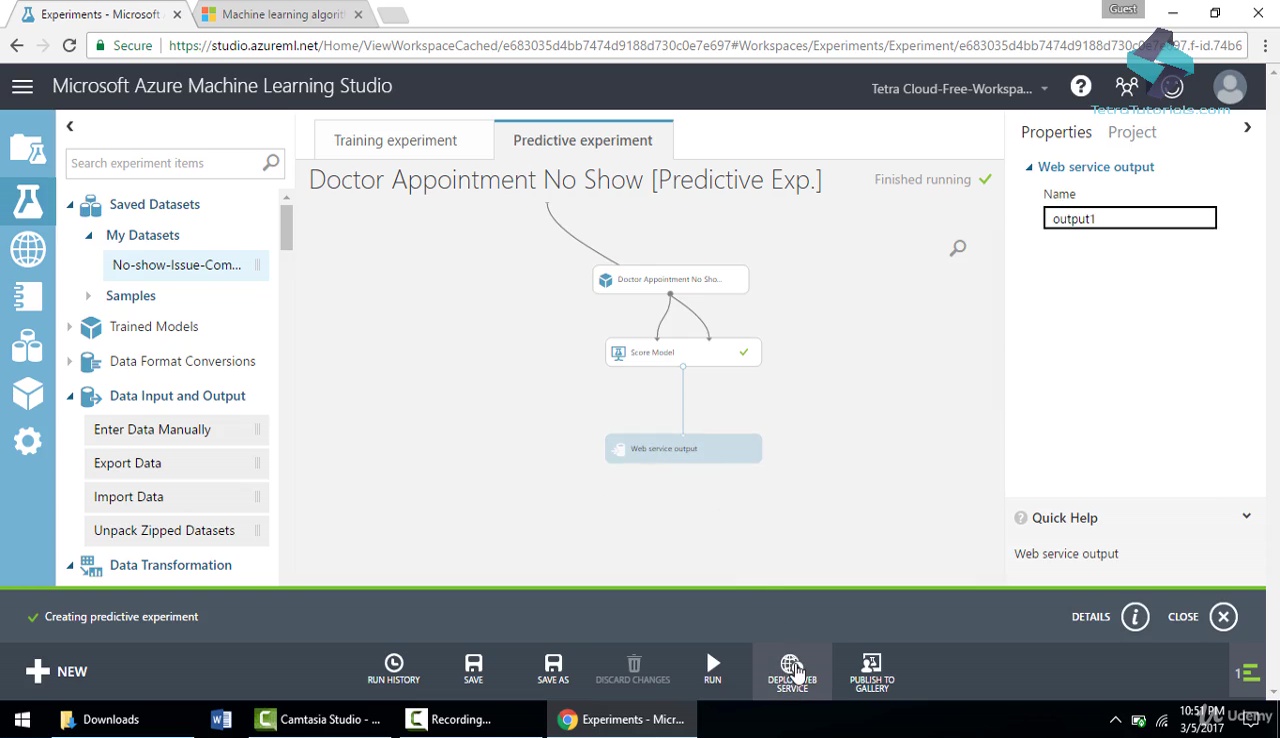 Experiments - Microsoft
Machine learning algorit
Guest
Secure
https://studio.azureml.net/Home/ViewWorkspaceCached/e683035d4bb7474d9188d730c0e7e697#Workspaces/Experiments/Experiment/e683035d4bb7474d9188d730c0e7e697.f-id.74b6
Microsoft Azure Machine Learning Studio
Tetra Cloud-Free-Workspa...
TetraTutorials.com
Training experiment
Predictive experiment
Properties
Project
Search experiment items
Doctor Appointment No Show [Predictive Exp.]
Finished running
Web service output
Name
output1
Saved Datasets
My Datasets
No-show-Issue-Com...
Samples
Trained Models
Data Format Conversions
Data Input and Output
Enter Data Manually
Export Data
Import Data
Unpack Zipped Datasets
Data Transformation
Doctor Appointment No Sho...
Score Model
Web service output
Quick Help
Web service output
Creating predictive experiment
DETAILS
CLOSE
NEW
RUN HISTORY
SAVE
SAVE AS
DISCARD CHANGES
RUN
DEPLOY WEB
SERVICE
PUBLISH TO
GALLERY
1
Downloads
Camtasia Studio - ...
Recording...
Experiments - Micr...
10:51 PM
3/5/2017
Udemy